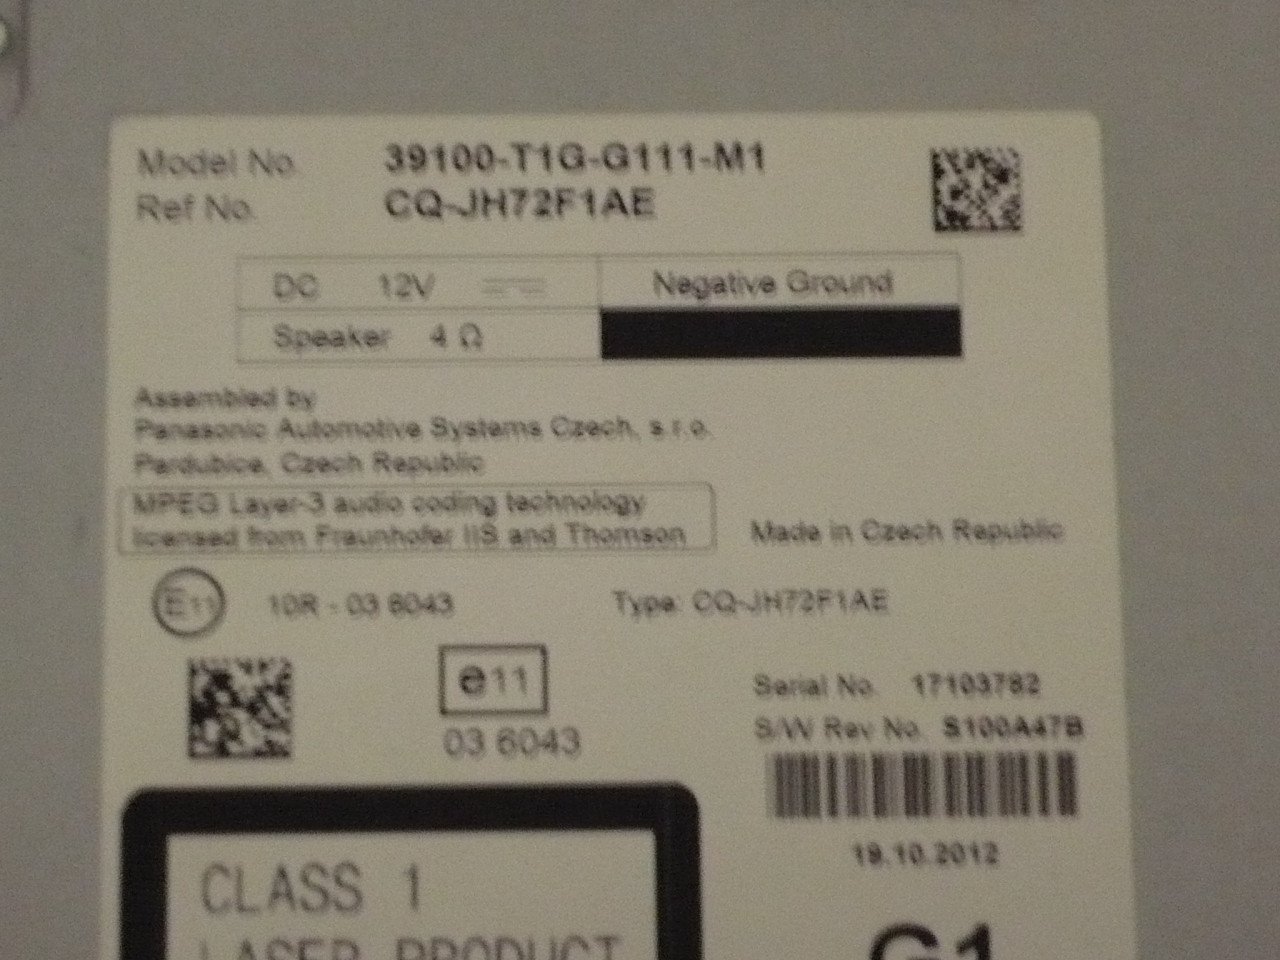 Model No. 39100-T1G-G111-M1
Ref No. CQ-JH72F1AE
DC 12V Negative Ground
Speaker 4 Ω
Assembled by
Panasonic Automotive Systems Czech, s.r.o.
Pardubice, Czech Republic
MPEG Layer-3 audio coding technology
licensed from Fraunhofer IIS and Thomson
Made in Czech Republic
E11 10R - 03 6043 Type: CQ-JH72F1AE
e11
03 6043
Serial No. 17103782
S/W Rev No. S100A47B
19.10.2012
CLASS 1
LASER PRODUCT
G1